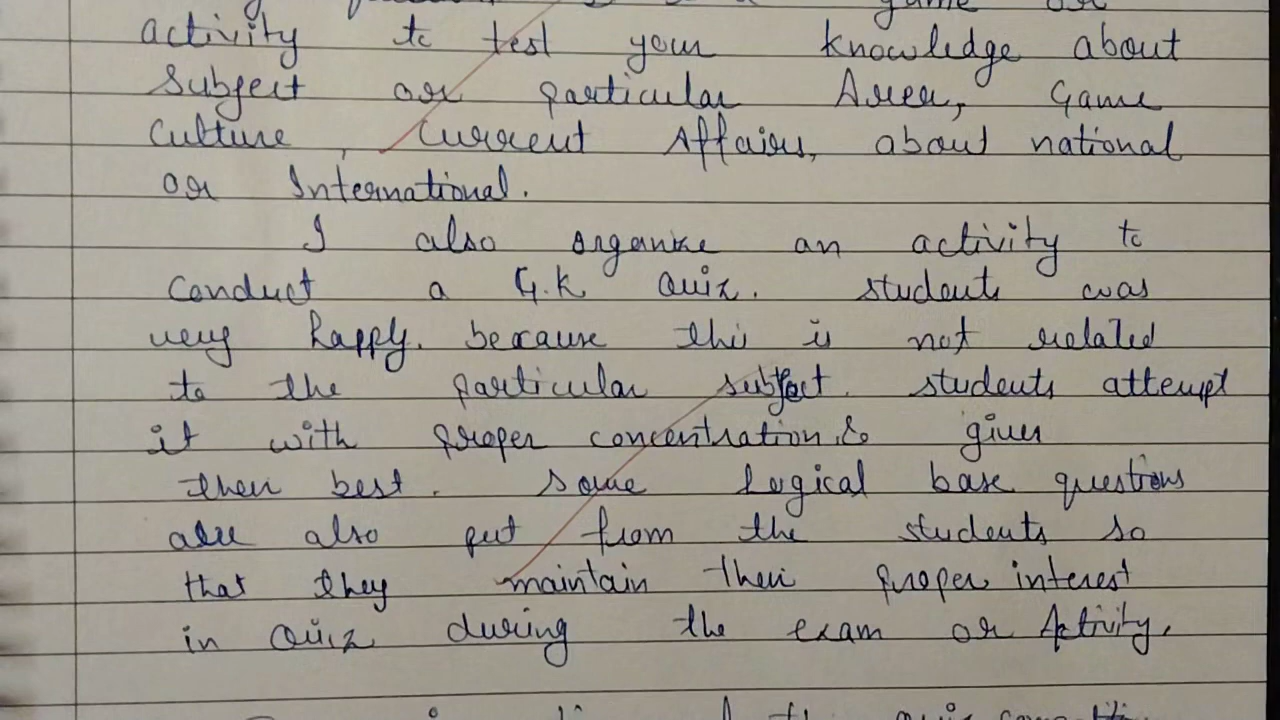 game or
activity to test your knowledge about
Subject or particular Area, Game
Culture, Current Affairs, about national
or International.
I also organize an activity to
Conduct a G.K Quiz. students was
very happy. because this is not related
to the particular subject. students attempt
it with proper concentration & gives
their best. Some Logical base questions
are also put from the students so
that they maintain their proper interest
in Quiz during the exam or Activity.